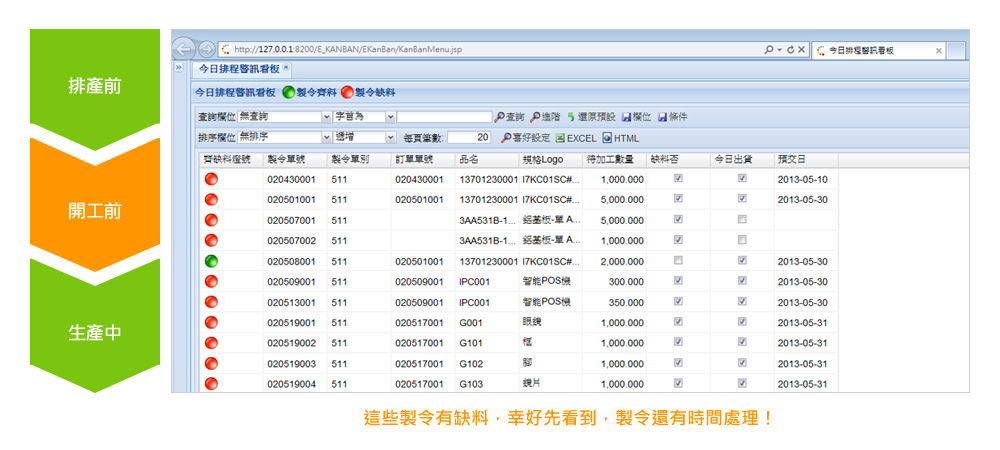 排產前
開工前
生產中
http://127.0.0.1:8200/E_KANBAN/EKanBan/KanBanMenu.jsp
今日排程警訊看板
今日排程警訊看板
今日排程警訊看板 製令齊料 製令缺料
查詢欄位 無查詢 字首為 查詢 進階 還原預設 欄位 條件
排序欄位 無排序 遞增 每頁筆數: 20 喜好設定 EXCEL HTML
齊缺料燈號 製令單號 製令單別 訂單單號 品名 規格Logo 待加工數量 缺料否 今日出貨 預交日
020430001 511 020430001 13701230001 I7KC01SC#... 1,000.000 2013-05-10
020501001 511 020501001 13701230001 I7KC01SC#... 5,000.000 2013-05-30
020507001 511 3AA531B-1... 鋁基板-單 A... 5,000.000
020507002 511 3AA531B-1... 鋁基板-單 A... 1,000.000
020508001 511 020501001 13701230001 I7KC01SC#... 2,000.000 2013-05-30
020509001 511 020509001 IPC001 智能POS機 300.000 2013-05-30
020513001 511 020509001 IPC001 智能POS機 350.000 2013-05-30
020519001 511 020517001 G001 眼鏡 1,000.000 2013-05-31
020519002 511 020517001 G101 框 1,000.000 2013-05-31
020519003 511 020517001 G102 腳 1,000.000 2013-05-31
020519004 511 020517001 G103 鏡片 1,000.000 2013-05-31
這些製令有缺料，幸好先看到，製令還有時間處理！